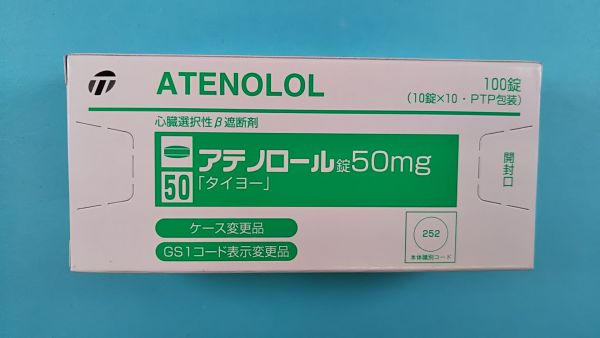 ATENOLOL
100錠
(10錠×10・PTP包装)
心臓選択性β遮断剤
アテノロール錠50mg
50
「タイヨー」
開封口
ケース変更品
GS1コード表示変更品
252
本体識別コード